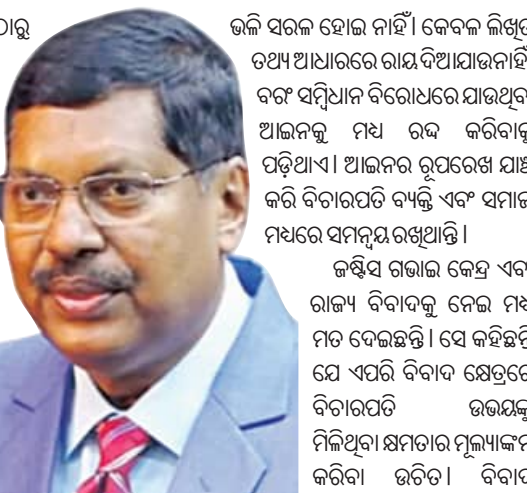 ଠାରୁ
ଭଳି ସରଳ ହୋଇ ନାହିଁ। କେବଳ ଲିଖିତ
ତଥ୍ୟ ଆଧାରରେ ରାୟ ଦିଆଯାଉନାହିଁ
ବରଂ ସମ୍ବିଧାନ ବିରୋଧରେ ଯାଉଥିବା
ଆଇନକୁ ମଧ୍ୟ ରଦ୍ଦ କରିବାକୁ
ପଡ଼ିଥାଏ। ଆଇନର ରୂପରେଖ ଯାଞ୍ଚ
କରି ବିଚାରପତି ବ୍ୟକ୍ତି ଏବଂ ସମାଜ
ମଧ୍ୟରେ ସମନ୍ୱୟ ରଖିଥାନ୍ତି।
ଜଷ୍ଟିସ ଗଭାଇ କେନ୍ଦ୍ର ଏବଂ
ରାଜ୍ୟ ବିବାଦକୁ ନେଇ ମଧ୍ୟ
ମତ ଦେଇଛନ୍ତି। ସେ କହିଛନ୍ତି
ଯେ ଏପରି ବିବାଦ କ୍ଷେତ୍ରରେ
ବିଚାରପତି ଉଭୟଙ୍କୁ
ମିଳିଥିବା କ୍ଷମତାର ମୂଲ୍ୟାଙ୍କନ
କରିବା ଉଚିତ। ବିବାଦ